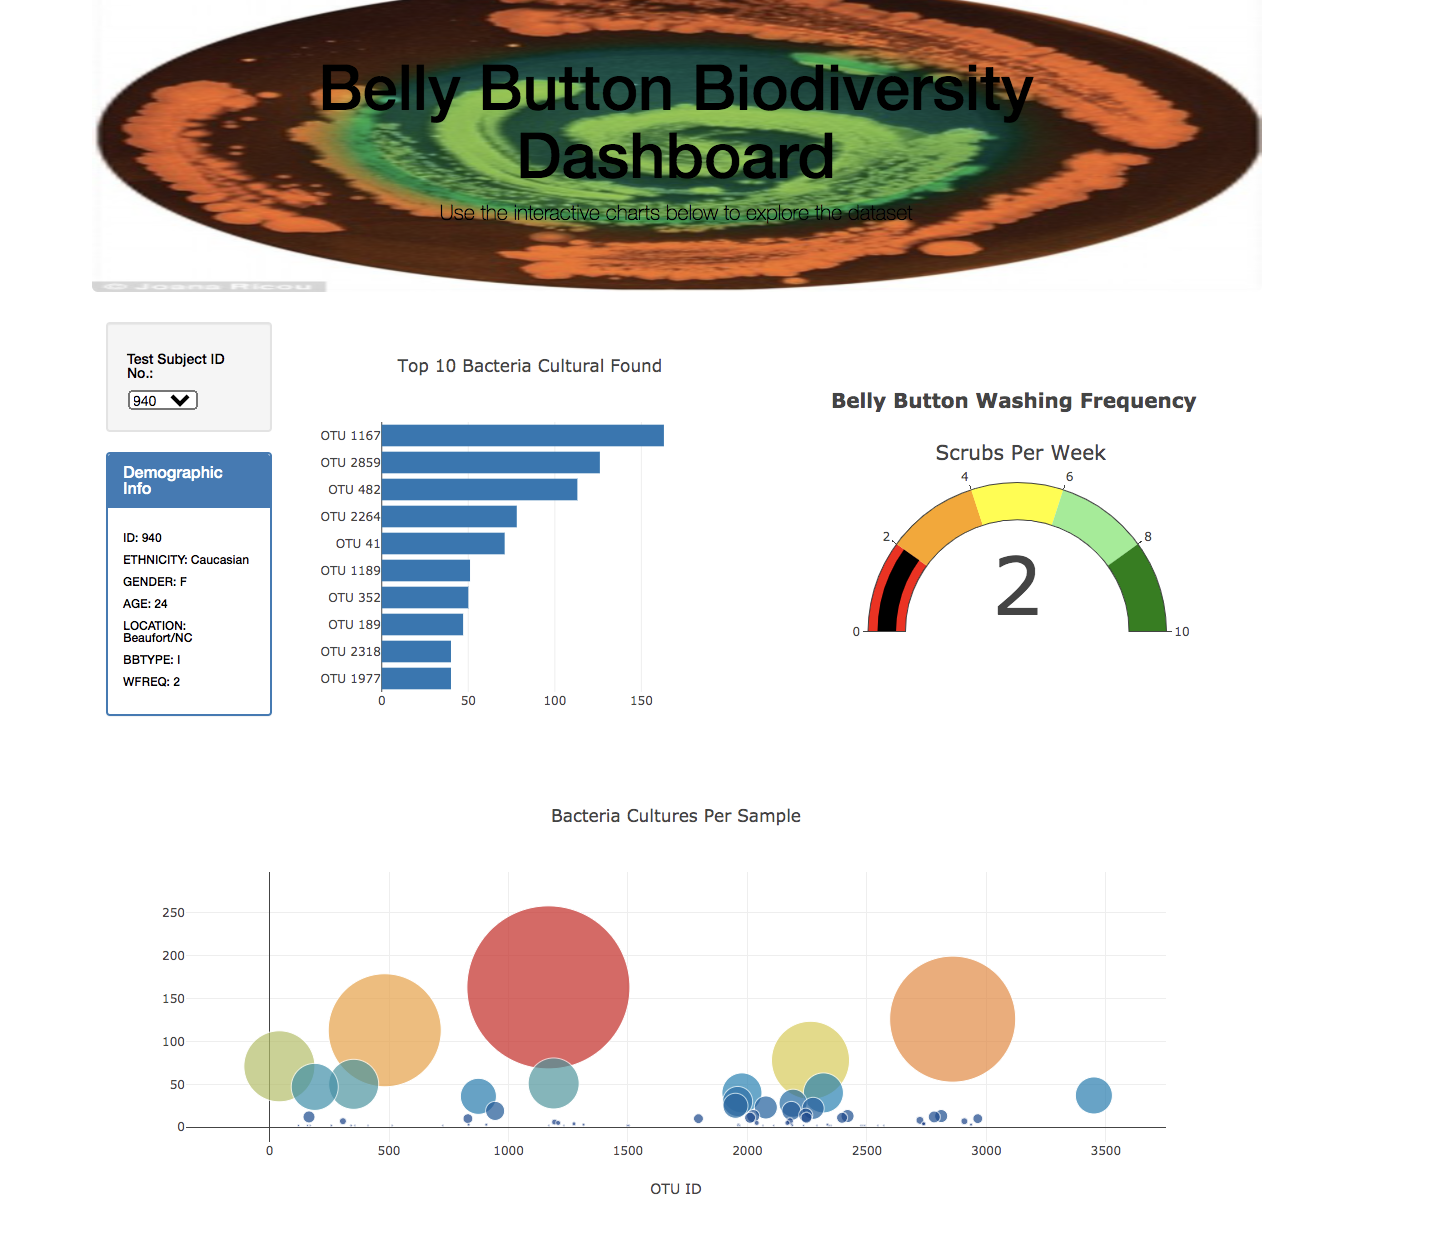 Belly Button Biodiversity
Dashboard
Use the interactive charts below to explore the dataset
© Joana Ricou
Test Subject ID
No.:
940
Demographic
Info
ID: 940
ETHNICITY: Caucasian
GENDER: F
AGE: 24
LOCATION:
Beaufort/NC
BBTYPE: I
WFREQ: 2
Top 10 Bacteria Cultural Found
OTU 1167
OTU 2859
OTU 482
OTU 2264
OTU 41
OTU 1189
OTU 352
OTU 189
OTU 2318
OTU 1977
0 50 100 150
Belly Button Washing Frequency
Scrubs Per Week
4 6
2 8
2
0 10
Bacteria Cultures Per Sample
250
200
150
100
50
0
0 500 1000 1500 2000 2500 3000 3500
OTU ID